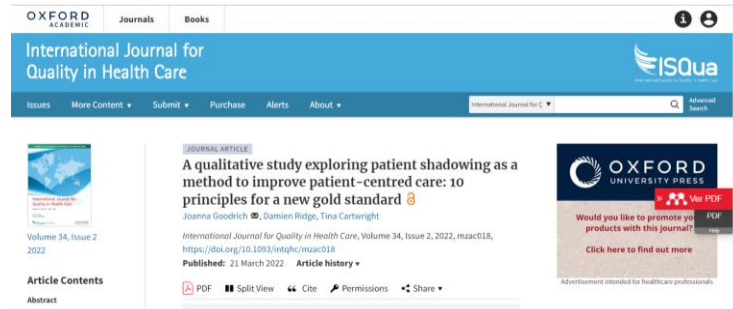 OXFORD
ACADEMIC
Journals Books
International Journal for
Quality in Health Care
ISQua
Issues More Content ▾ Submit ▾ Purchase Alerts About ▾ International Journal for Q ▼ Advanced
Search
JOURNAL ARTICLE
A qualitative study exploring patient shadowing as a
method to improve patient-centred care: 10
principles for a new gold standard
Joanna Goodrich ✉, Damien Ridge, Tina Cartwright
International Journal for Quality in Health Care, Volume 34, Issue 2, 2022, mzac018,
https://doi.org/10.1093/intqhc/mzac018
Published: 21 March 2022 Article history ▾
PDF Split View Cite Permissions Share ▾
Volume 34, Issue 2
2022
Article Contents
Abstract
OXFORD
UNIVERSITY PRESS
» Ver PDF
PDF
Help
Would you like to promote yo
products with this journal?
Click here to find out more
Advertisement intended for healthcare professionals